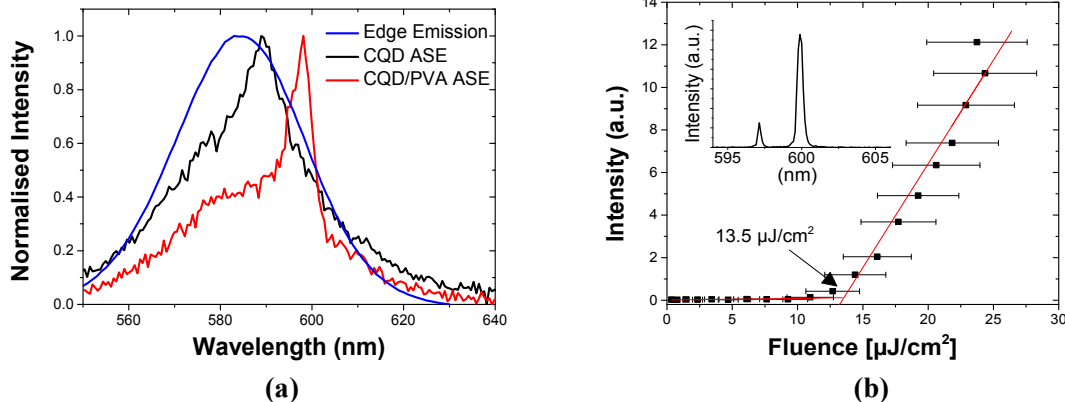 Normalised Intensity
1.0
0.8
0.6
0.4
0.2
0.0
Edge Emission
CQD ASE
CQD/PVA ASE
560 580 600 620 640
Wavelength (nm)
(a)
Intensity (a.u.)
12
10
8
6
4
2
0
Intensity (a.u.)
595 600 605
(nm)
13.5 µJ/cm²
0 5 10 15 20 25 30
Fluence [µJ/cm²]
(b)